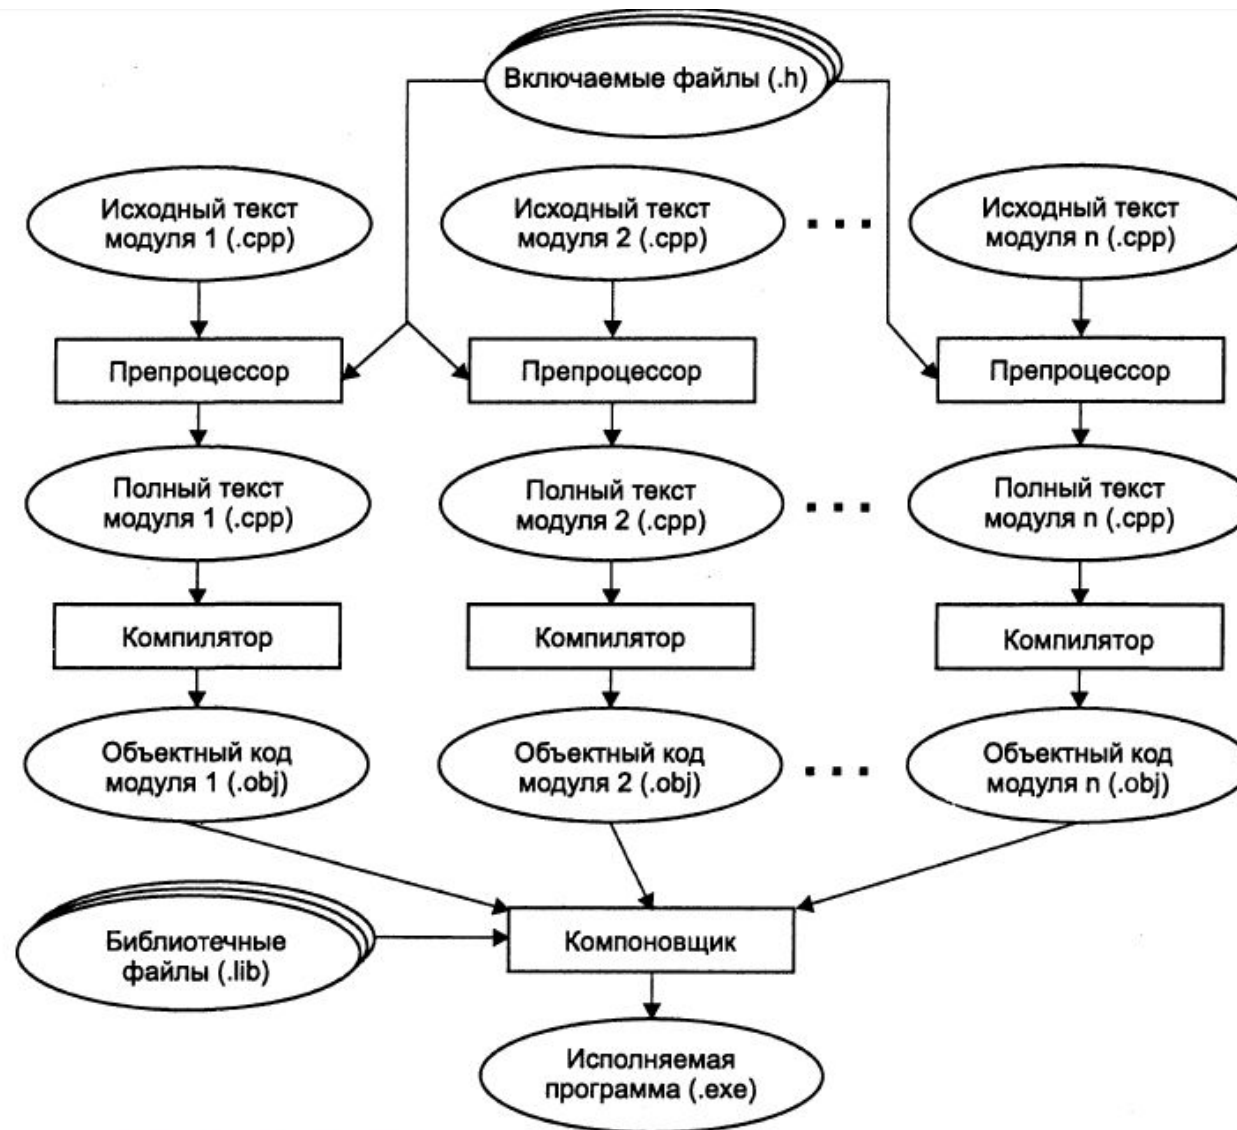 Включаемые файлы (.h)
Исходный текст
модуля 1 (.cpp)
Исходный текст
модуля 2 (.cpp)
Исходный текст
модуля n (.cpp)
Препроцессор
Препроцессор
Препроцессор
Полный текст
модуля 1 (.cpp)
Полный текст
модуля 2 (.cpp)
Полный текст
модуля n (.cpp)
Компилятор
Компилятор
Компилятор
Объектный код
модуля 1 (.obj)
Объектный код
модуля 2 (.obj)
Объектный код
модуля n (.obj)
Библиотечные
файлы (.lib)
Компоновщик
Исполняемая
программа (.exe)